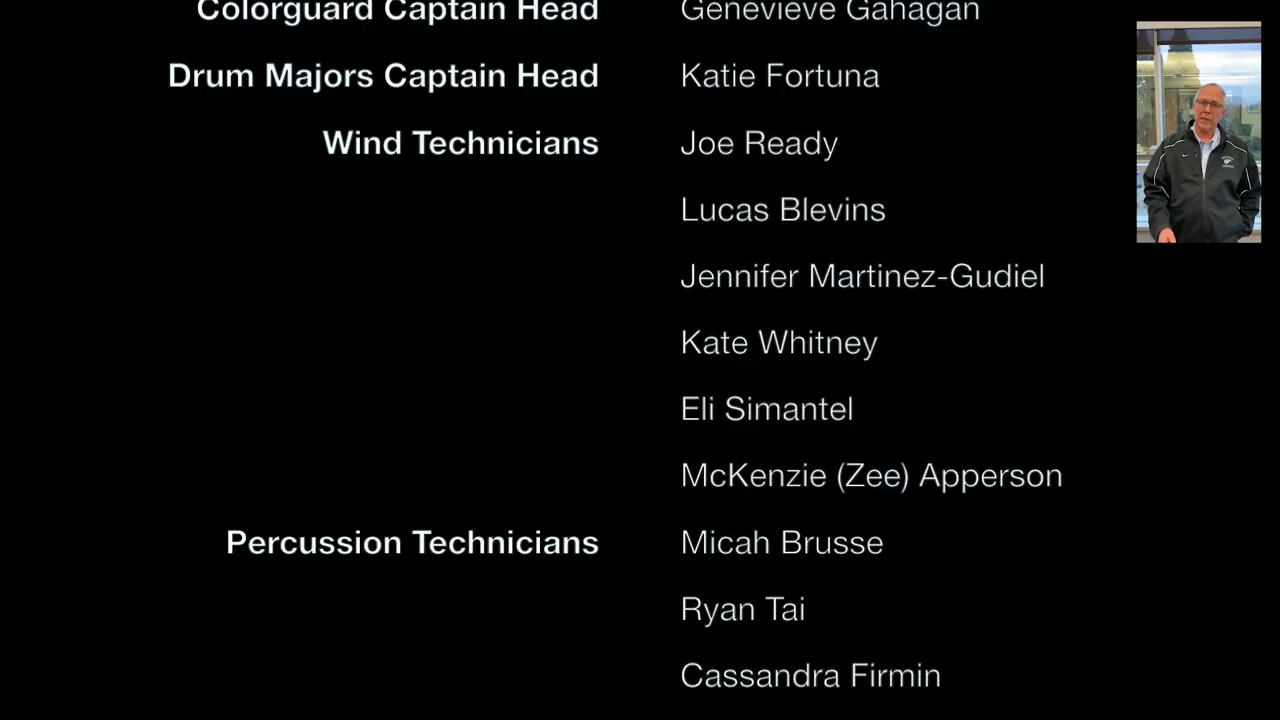 Colorguard Captain Head Genevieve Gahagan
Drum Majors Captain Head Katie Fortuna
Wind Technicians Joe Ready
Lucas Blevins
Jennifer Martinez-Gudiel
Kate Whitney
Eli Simantel
McKenzie (Zee) Apperson
Percussion Technicians Micah Brusse
Ryan Tai
Cassandra Firmin